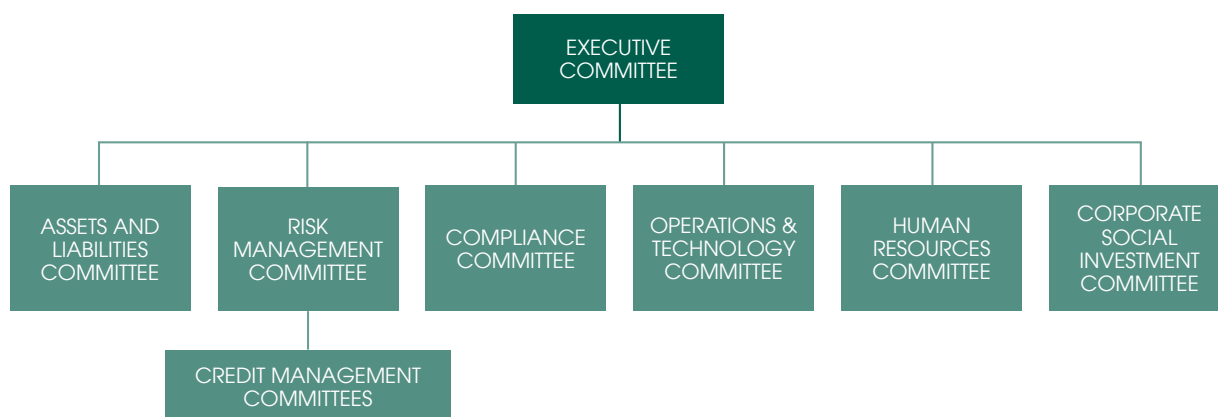 EXECUTIVE
COMMITTEE
ASSETS AND
LIABILITIES
COMMITTEE
RISK
MANAGEMENT
COMMITTEE
COMPLIANCE
COMMITTEE
OPERATIONS &
TECHNOLOGY
COMMITTEE
HUMAN
RESOURCES
COMMITTEE
CORPORATE
SOCIAL
INVESTMENT
COMMITTEE
CREDIT MANAGEMENT
COMMITTEES